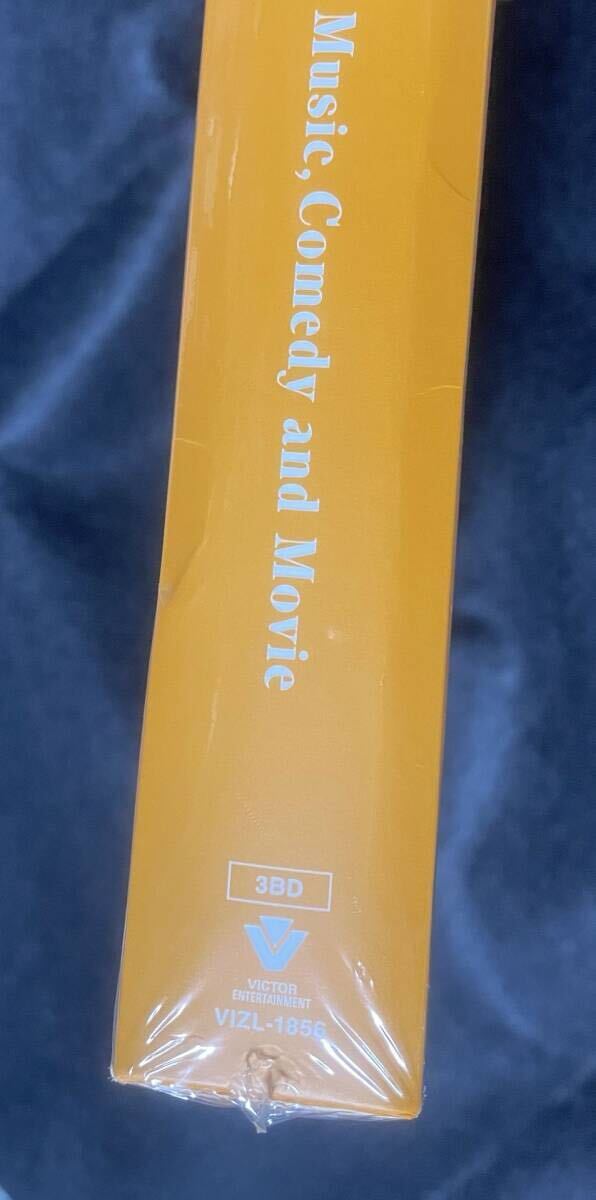 Music, Comedy and Movie
3BD
VICTOR
ENTERTAINMENT
VIZL-1856